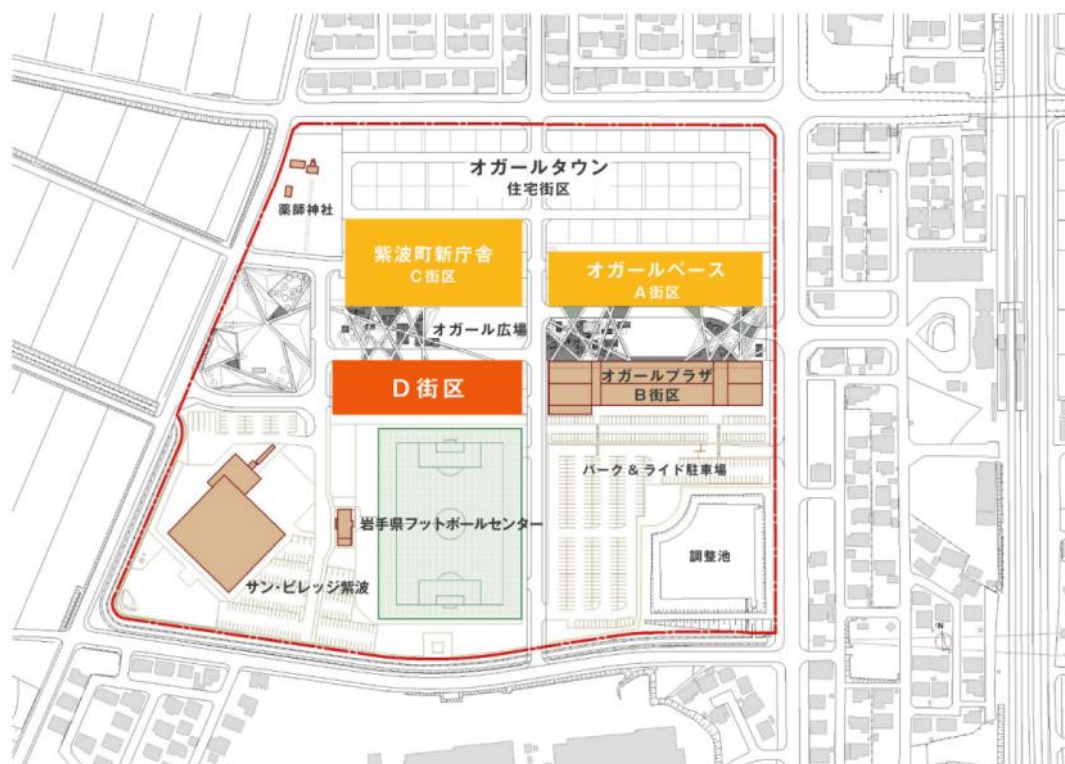 オガールタウン
住宅街区
薬師神社
紫波町新庁舎
C街区
オガールベース
A街区
オガール広場
D街区
オガールプラザ
B街区
パーク&ライド駐車場
岩手県フットボールセンター
調整池
サン・ビレッジ紫波
N